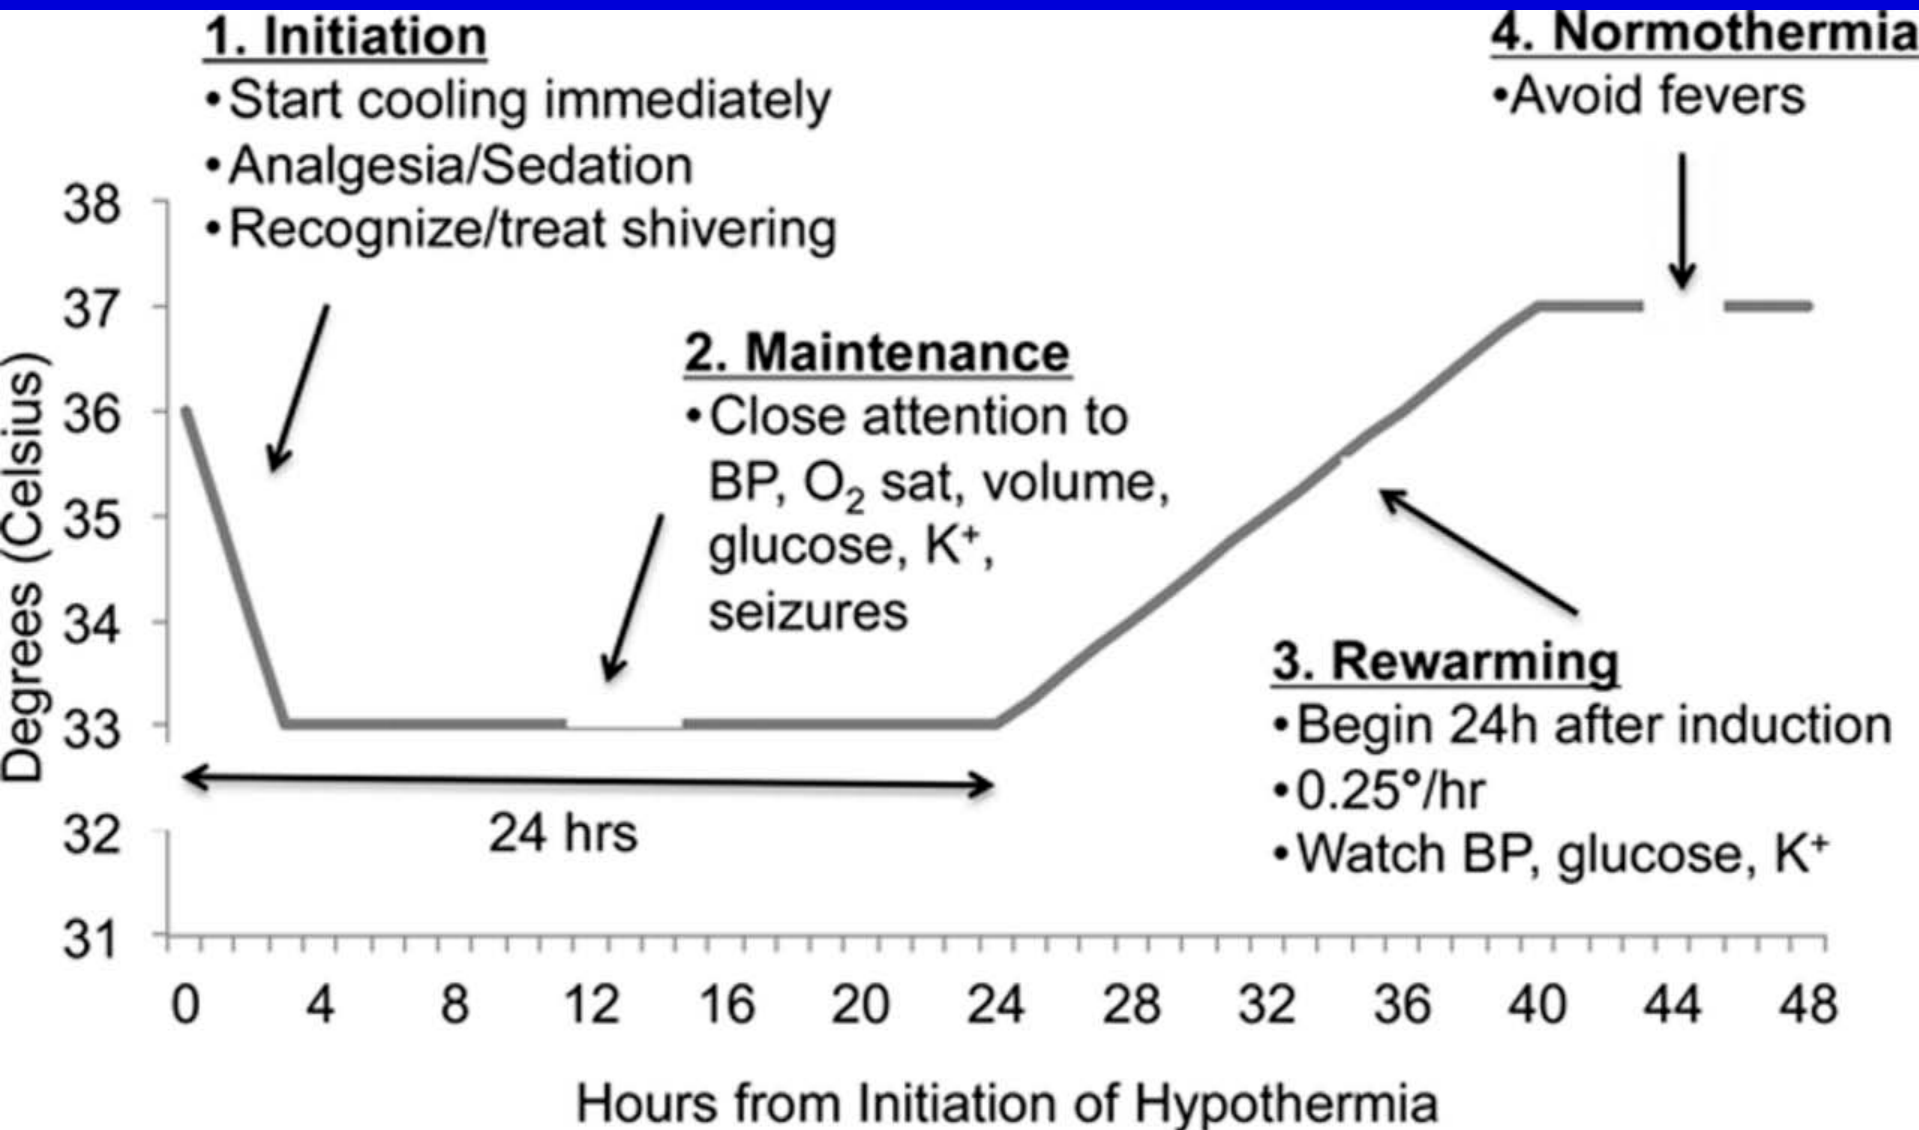 1. Initiation
•Start cooling immediately
•Analgesia/Sedation
•Recognize/treat shivering
4. Normothermia
•Avoid fevers
2. Maintenance
•Close attention to
BP, O₂ sat, volume,
glucose, K⁺,
seizures
3. Rewarming
•Begin 24h after induction
•0.25°/hr
•Watch BP, glucose, K⁺
24 hrs
Degrees (Celsius)
38
37
36
35
34
33
32
31
0 4 8 12 16 20 24 28 32 36 40 44 48
Hours from Initiation of Hypothermia